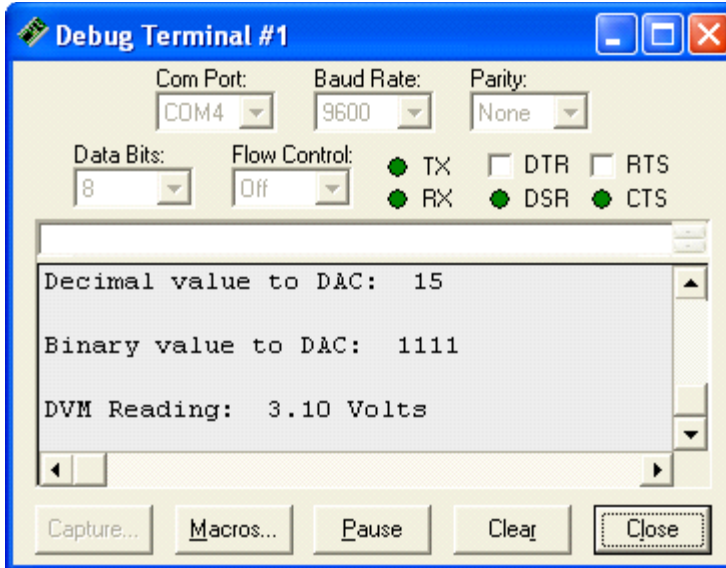 Debug Terminal #1
Com Port: Baud Rate: Parity:
COM4 9600 None
Data Bits: Flow Control: TX DTR RTS
8 Off RX DSR CTS
Decimal value to DAC:  15
Binary value to DAC:  1111
DVM Reading:  3.10 Volts
Capture... Macros... Pause Clear Close